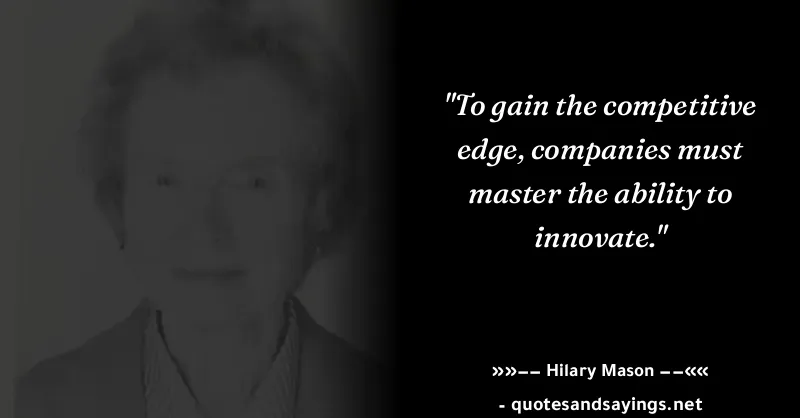 "To gain the competitive
edge, companies must
master the ability to
innovate."
»»–– Hilary Mason ––««
- quotesandsayings.net